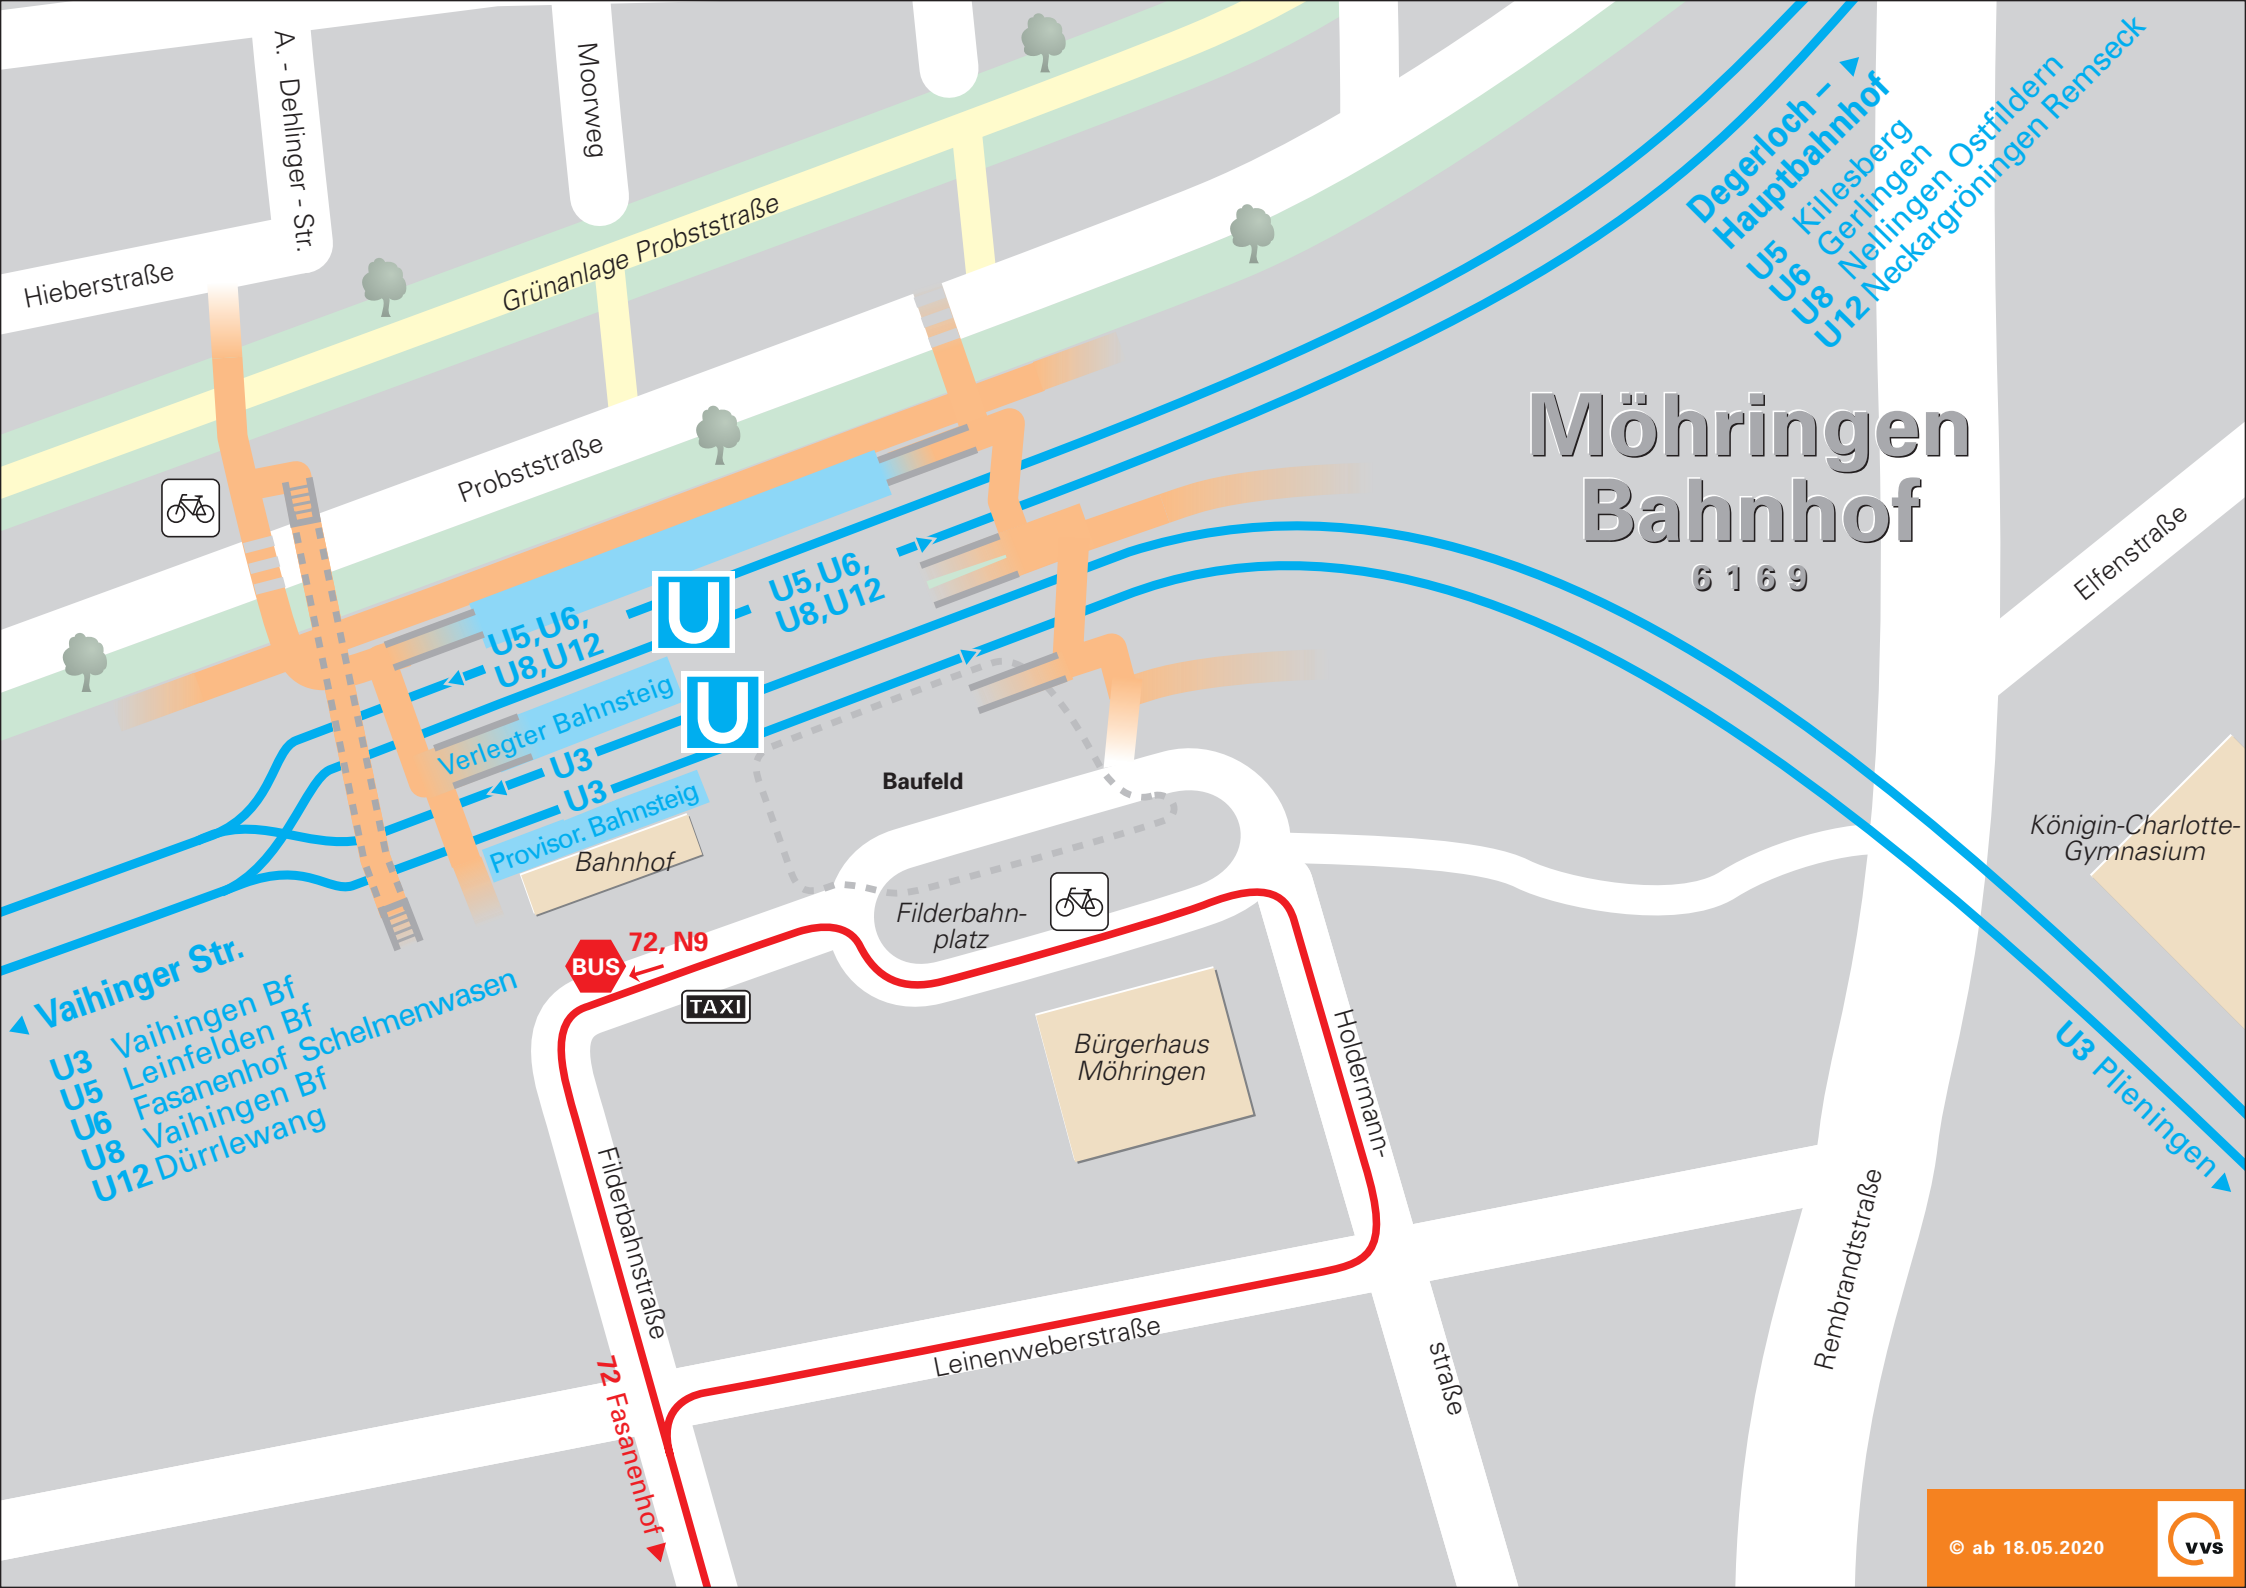 A. - Dehlinger - Str.
Moorweg
Hieberstraße
Grünanlage Probststraße
Probststraße
Degerloch –
Hauptbahnhof
U5 Killesberg
U6 Gerlingen
U8 Nellingen Ostfildern
U12 Neckargröningen Remseck
Möhringen
Bahnhof
6169
Elfenstraße
U5,U6,
U8,U12
U
U5,U6,
U8,U12
Verlegter Bahnsteig
U
U3
U3
Provisor. Bahnsteig
Bahnhof
Baufeld
Königin-Charlotte-
Gymnasium
Filderbahn-
platz
72, N9
BUS
TAXI
Vaihinger Str.
U3 Vaihingen Bf
U5 Leinfelden Bf
U6 Fasanenhof Schelmenwasen
U8 Vaihingen Bf
U12 Dürrlewang
Bürgerhaus
Möhringen
Holdermann-
straße
U3 Plieningen
Filderbahnstraße
Rembrandtstraße
Leinenweberstraße
72 Fasanenhof
© ab 18.05.2020
vvs